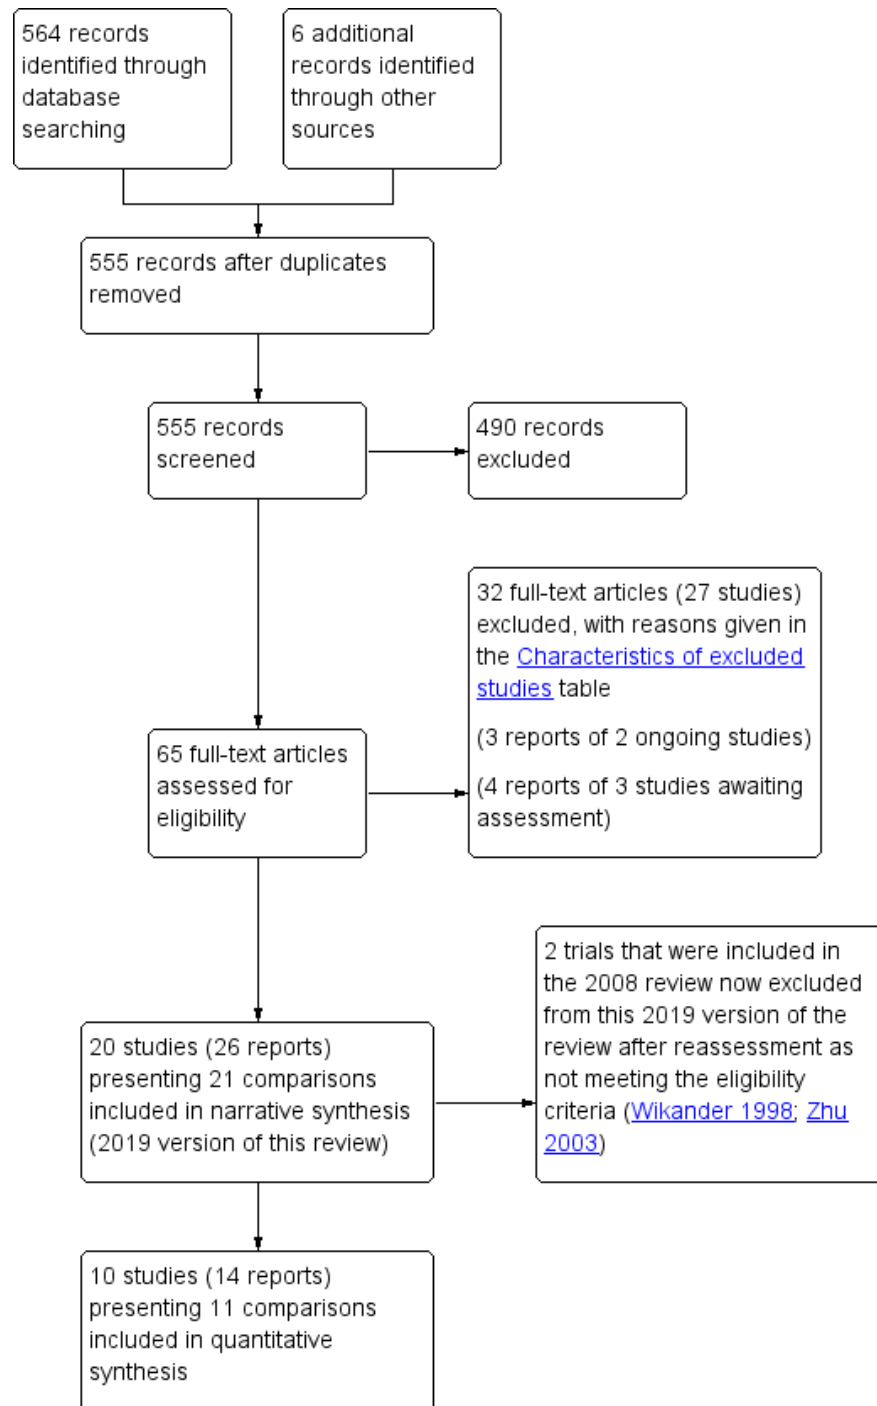 564 records
identified through
database
searching
6 additional
records identified
through other
sources
555 records after duplicates
removed
555 records
screened
490 records
excluded
32 full-text articles (27 studies)
excluded, with reasons given in
the Characteristics of excluded
studies table
(3 reports of 2 ongoing studies)
(4 reports of 3 studies awaiting
assessment)
65 full-text articles
assessed for
eligibility
2 trials that were included in
the 2008 review now excluded
from this 2019 version of the
review after reassessment as
not meeting the eligibility
criteria (Wikander 1998; Zhu
2003)
20 studies (26 reports)
presenting 21 comparisons
included in narrative synthesis
(2019 version of this review)
10 studies (14 reports)
presenting 11 comparisons
included in quantitative
synthesis